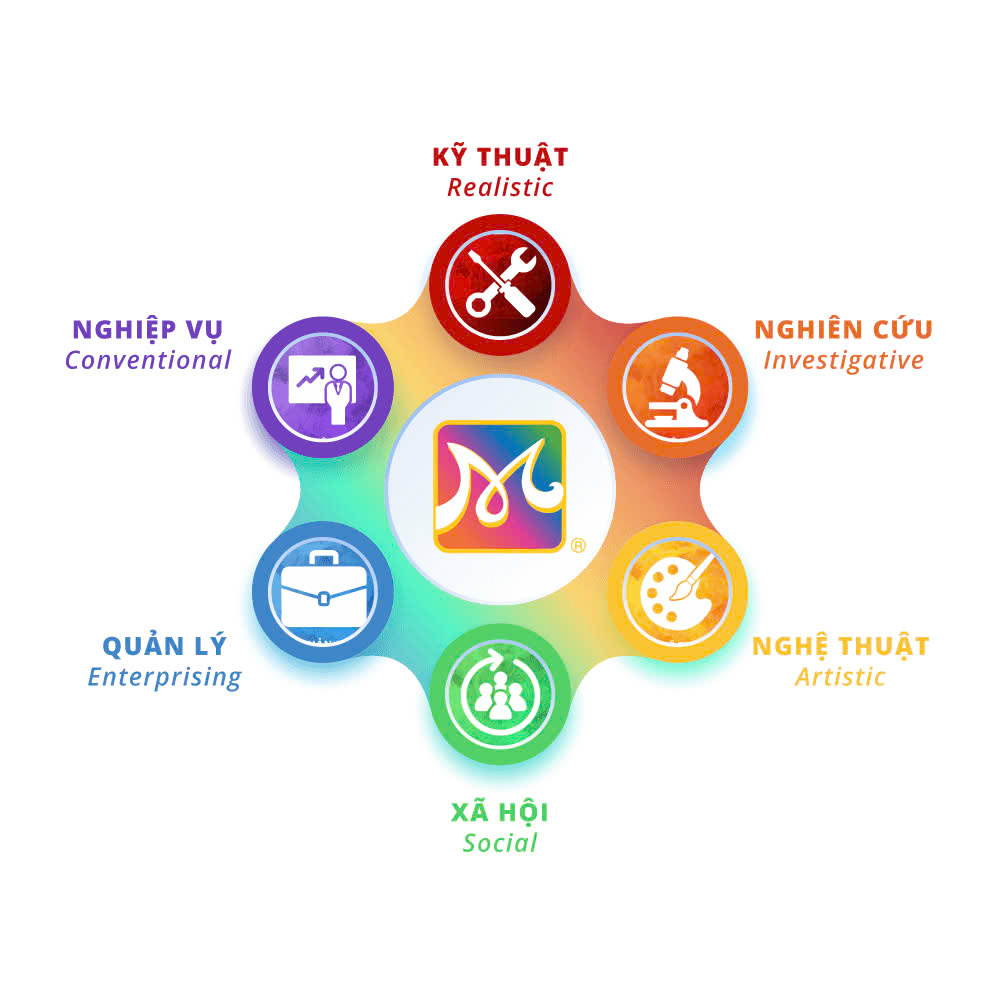 KỸ THUẬT
Realistic
NGHIỆP VỤ
Conventional
NGHIÊN CỨU
Investigative
M
®
QUẢN LÝ
Enterprising
NGHỆ THUẬT
Artistic
XÃ HỘI
Social